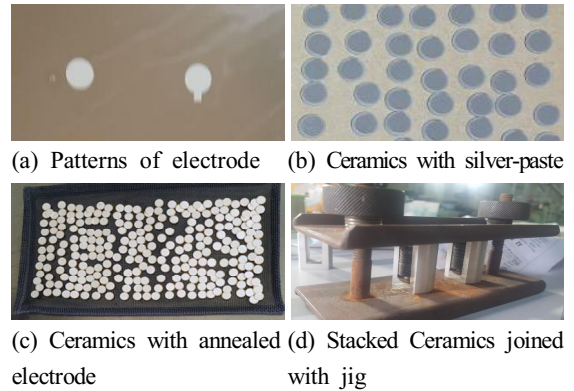 (a) Patterns of electrode
(b) Ceramics with silver-paste
(c) Ceramics with annealed
electrode
(d) Stacked Ceramics joined
with jig